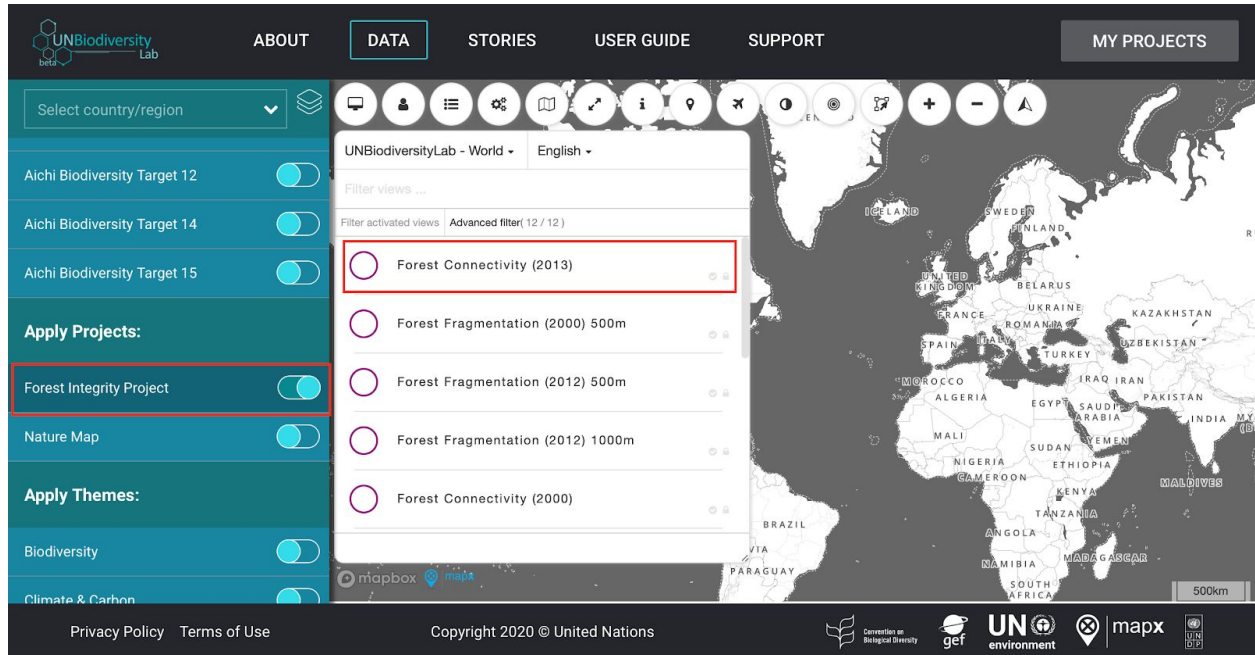 UNBiodiversity
Lab
beta
ABOUT
DATA
STORIES
USER GUIDE
SUPPORT
MY PROJECTS
Select country/region
Aichi Biodiversity Target 12
Aichi Biodiversity Target 14
Aichi Biodiversity Target 15
Apply Projects:
Forest Integrity Project
Nature Map
Apply Themes:
Biodiversity
Climate & Carbon
UNBiodiversityLab - World
English
Filter views ...
Filter activated views
Advanced filter( 12 / 12 )
Forest Connectivity (2013)
Forest Fragmentation (2000) 500m
Forest Fragmentation (2012) 500m
Forest Fragmentation (2012) 1000m
Forest Connectivity (2000)
mapbox
mapx
ICELAND
SWEDEN
FINLAND
UNITED
KINGDOM
BELARUS
UKRAINE
FRANCE
ROMANIA
KAZAKHSTAN
SPAIN
ITALY
UZBEKISTAN
TURKEY
MOROCCO
IRAQ
IRAN
ALGERIA
EGYPT
SAUDI
ARABIA
PAKISTAN
INDIA
MALI
SUDAN
YEMEN
NIGERIA
ETHIOPIA
CAMEROON
KENYA
MALDIVES
TANZANIA
BRAZIL
ANGOLA
PARAGUAY
NAMIBIA
MADAGASCAR
SOUTH
AFRICA
500km
Privacy Policy
Terms of Use
Copyright 2020 © United Nations
Convention on
Biological Diversity
gef
UN
environment
mapx
UN
DP